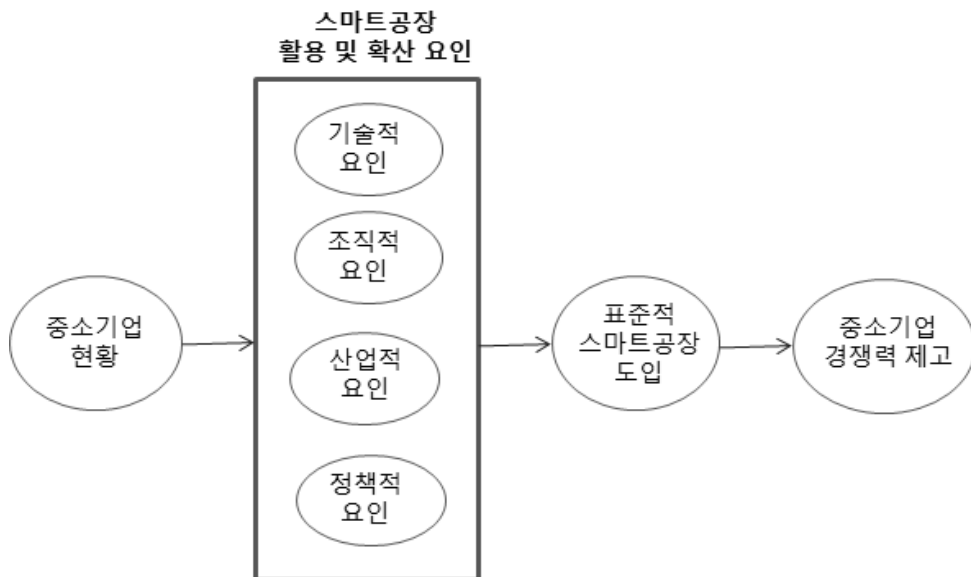 스마트공장
활용 및 확산 요인
기술적
요인
조직적
요인
산업적
요인
정책적
요인
중소기업
현황
표준적
스마트공장
도입
중소기업
경쟁력 제고